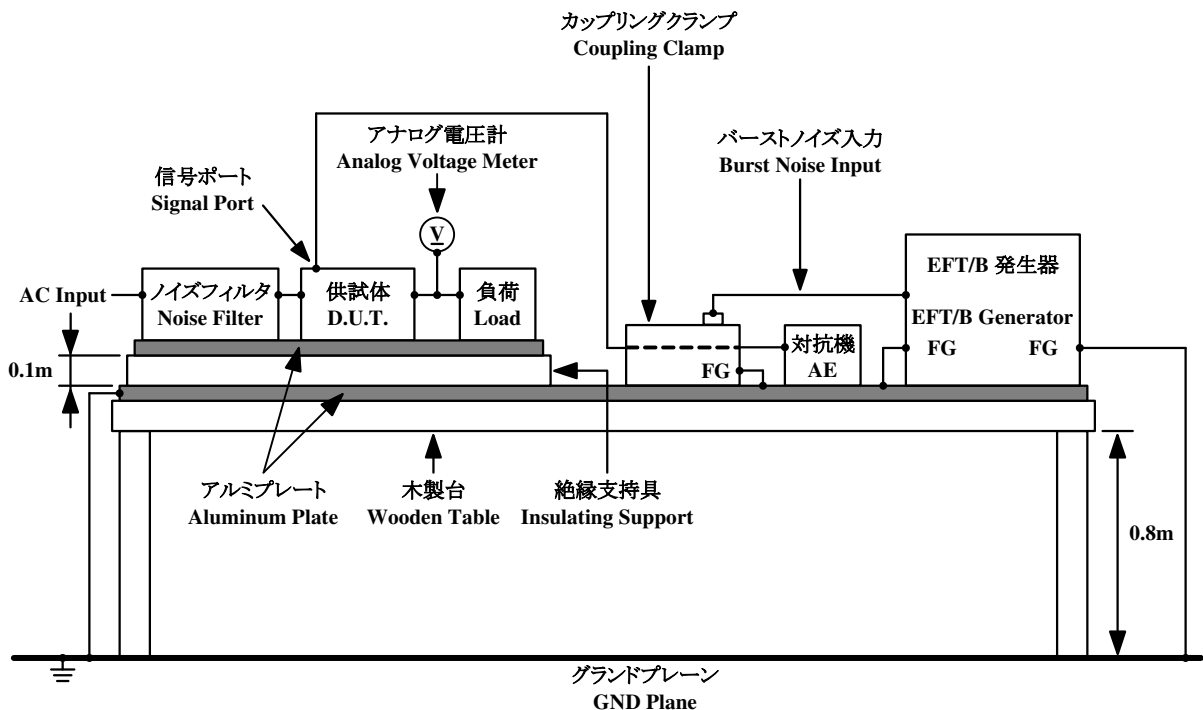 カップリングクランプ
Coupling Clamp
アナログ電圧計
Analog Voltage Meter
バーストノイズ入力
Burst Noise Input
信号ポート
Signal Port
V
AC Input
ノイズフィルタ
Noise Filter
供試体
D.U.T.
負荷
Load
EFT/B 発生器
EFT/B Generator
FG
FG
対抗機
AE
FG
0.1m
アルミプレート
Aluminum Plate
木製台
Wooden Table
絶縁支持具
Insulating Support
0.8m
グランドプレーン
GND Plane